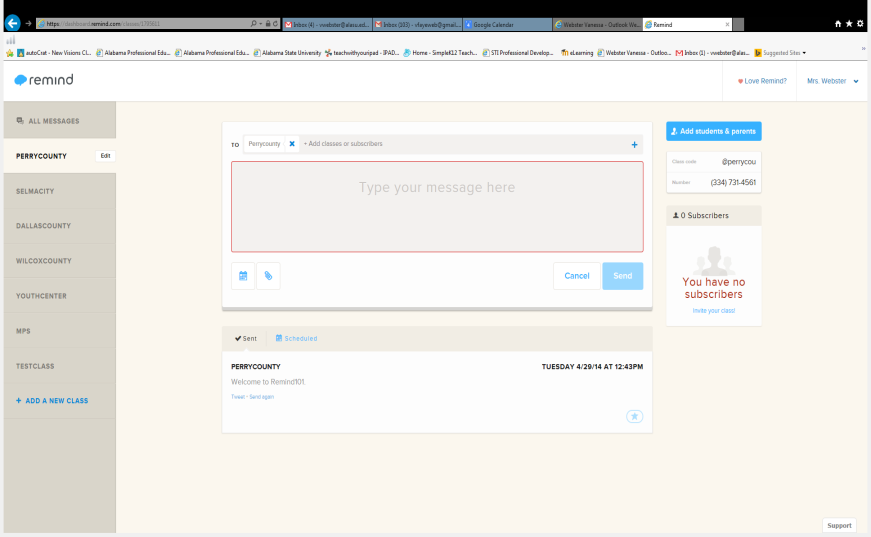 https://dashboard.remind.com/classes/1785811
Inbox (4) - vwebster@alasu.ed...
Inbox (103) - vfayeweb@gmail....
Google Calendar
Webster Vanessa - Outlook We...
Remind
autoCrat - New Visions CL..
Alabama Professional Edu...
Alabama Professional Edu...
Alabama State University
teachwithyouripad - IPAD...
Home - SimpleK12 Teach...
STI Professional Develop...
eLearning
Webster Vanessa - Outloo...
Inbox (1) - vwebster@alas...
Suggested Sites
remind
Love Remind?
Mrs. Webster
ALL MESSAGES
PERRYCOUNTY
Edit
SELMACITY
DALLASCOUNTY
WILCOXCOUNTY
YOUTHCENTER
MPS
TESTCLASS
+ ADD A NEW CLASS
TO
Perrycounty
+ Add classes or subscribers
+
Type your message here
Cancel
Send
Sent
Scheduled
PERRYCOUNTY
TUESDAY 4/29/14 AT 12:43PM
Welcome to Remind101.
Tweet • Send again
Add students & parents
Class code
@perrycou
Number
(334) 731-4561
0 Subscribers
You have no
subscribers
Invite your class!
Support